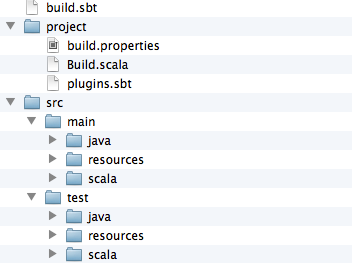 build.sbt
project
build.properties
Build.scala
plugins.sbt
src
main
java
resources
scala
test
java
resources
scala